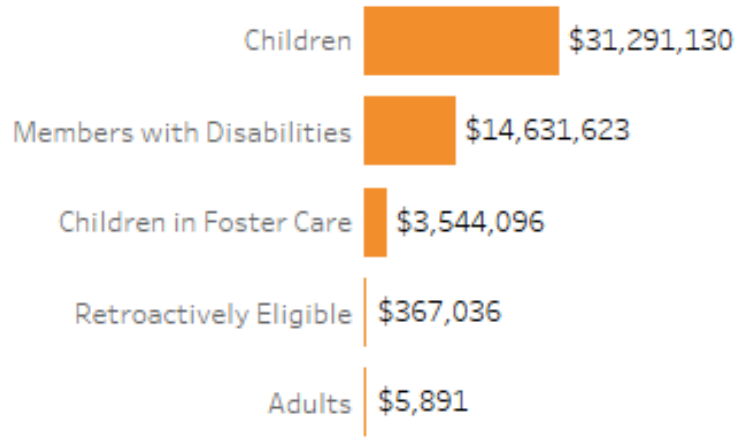 Children $31,291,130
Members with Disabilities $14,631,623
Children in Foster Care $3,544,096
Retroactively Eligible $367,036
Adults $5,891